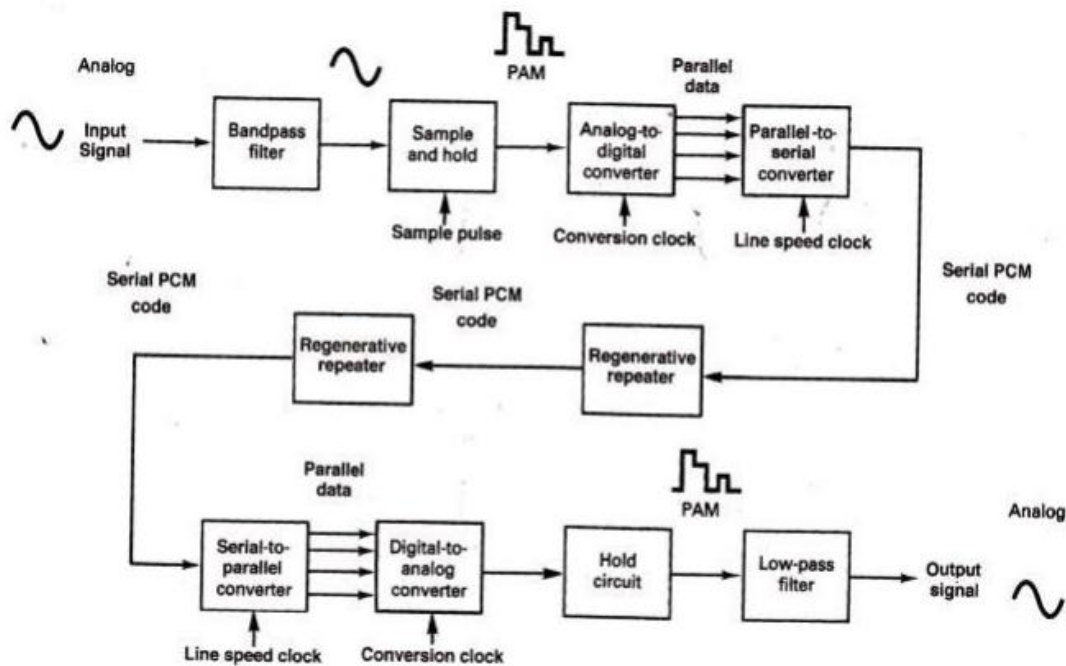 Analog
Input
Signal
Bandpass
filter
Sample
and hold
Sample pulse
PAM
Analog-to-
digital
converter
Conversion clock
Parallel
data
Parallel-to-
serial
converter
Line speed clock
Serial PCM
code
Regenerative
repeater
Serial PCM
code
Regenerative
repeater
Serial PCM
code
Serial-to-
parallel
converter
Line speed clock
Parallel
data
Digital-to-
analog
converter
Conversion clock
Hold
circuit
PAM
Low-pass
filter
Output
signal
Analog